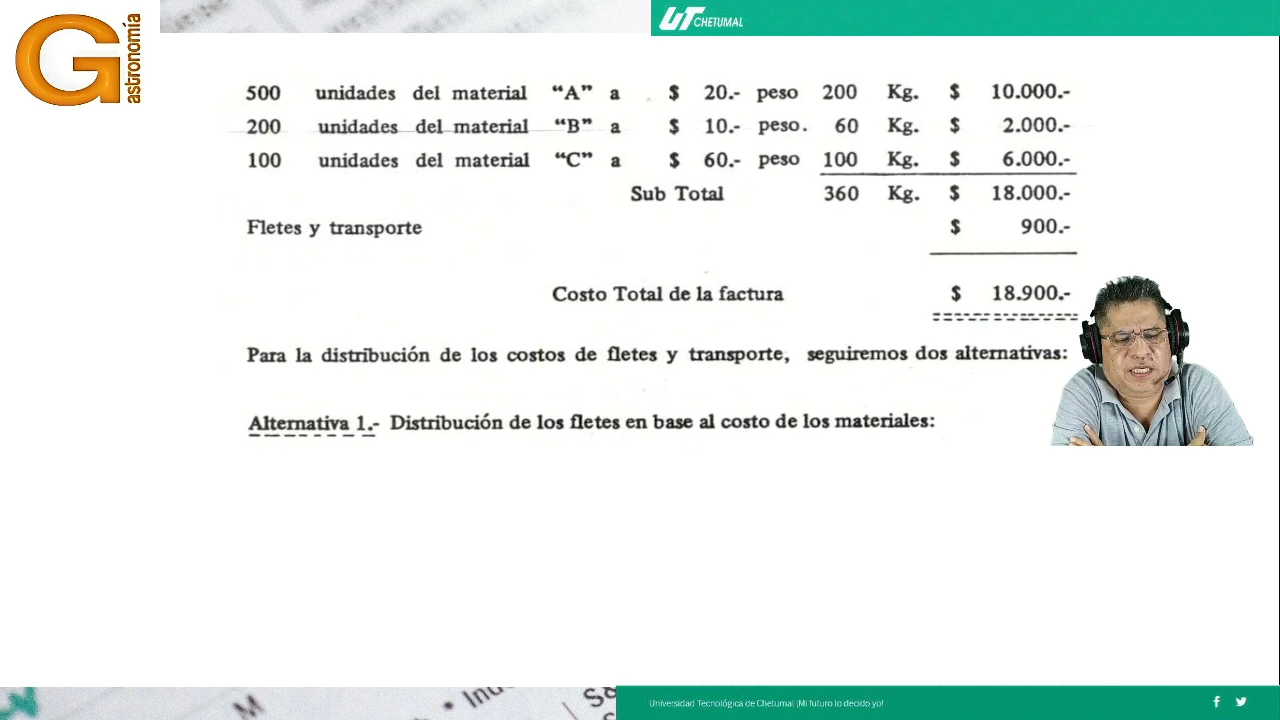 Gastronomía
UT CHETUMAL
500 unidades del material “A” a $ 20.- peso 200 Kg. $ 10.000.-
200 unidades del material “B” a $ 10.- peso. 60 Kg. $ 2.000.-
100 unidades del material “C” a $ 60.- peso 100 Kg. $ 6.000.-
Sub Total 360 Kg. $ 18.000.-
Fletes y transporte $ 900.-
Costo Total de la factura $ 18.900.-
Para la distribución de los costos de fletes y transporte, seguiremos dos alternativas:
Alternativa 1.- Distribución de los fletes en base al costo de los materiales:
Universidad Tecnológica de Chetumal ¡Mi futuro lo decido yo!